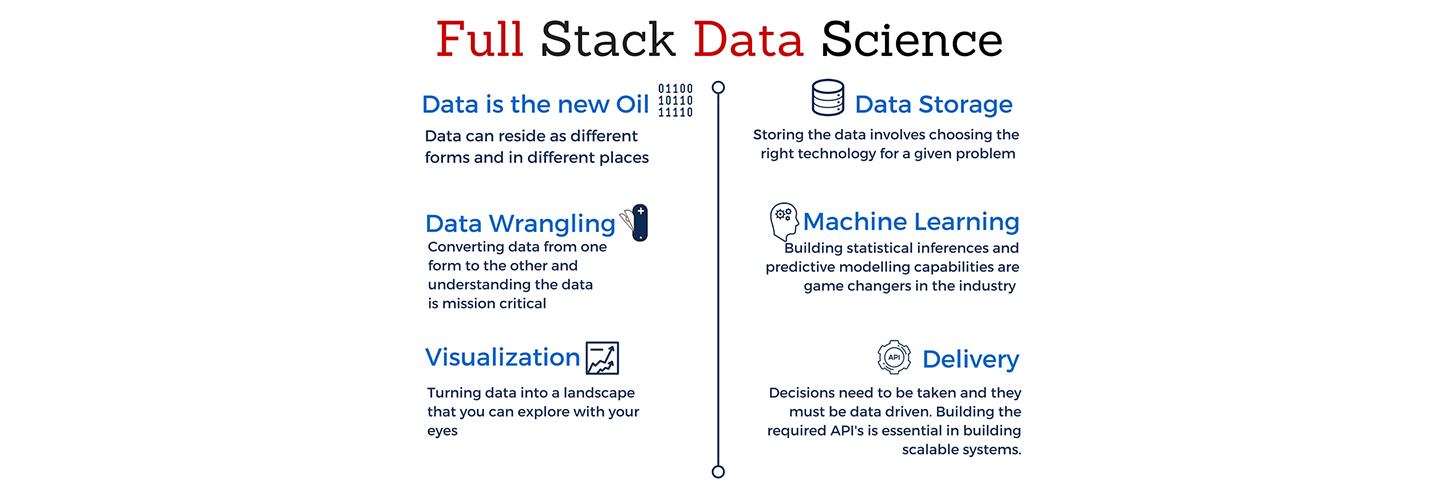 Full Stack Data Science
Data is the new Oil
01100
10110
11110
Data can reside as different
forms and in different places
Data Storage
Storing the data involves choosing the
right technology for a given problem
Data Wrangling
Converting data from one
form to the other and
understanding the data
is mission critical
Machine Learning
Building statistical inferences and
predictive modelling capabilities are
game changers in the industry
Visualization
Turning data into a landscape
that you can explore with your
eyes
API
Delivery
Decisions need to be taken and they
must be data driven. Building the
required API's is essential in building
scalable systems.